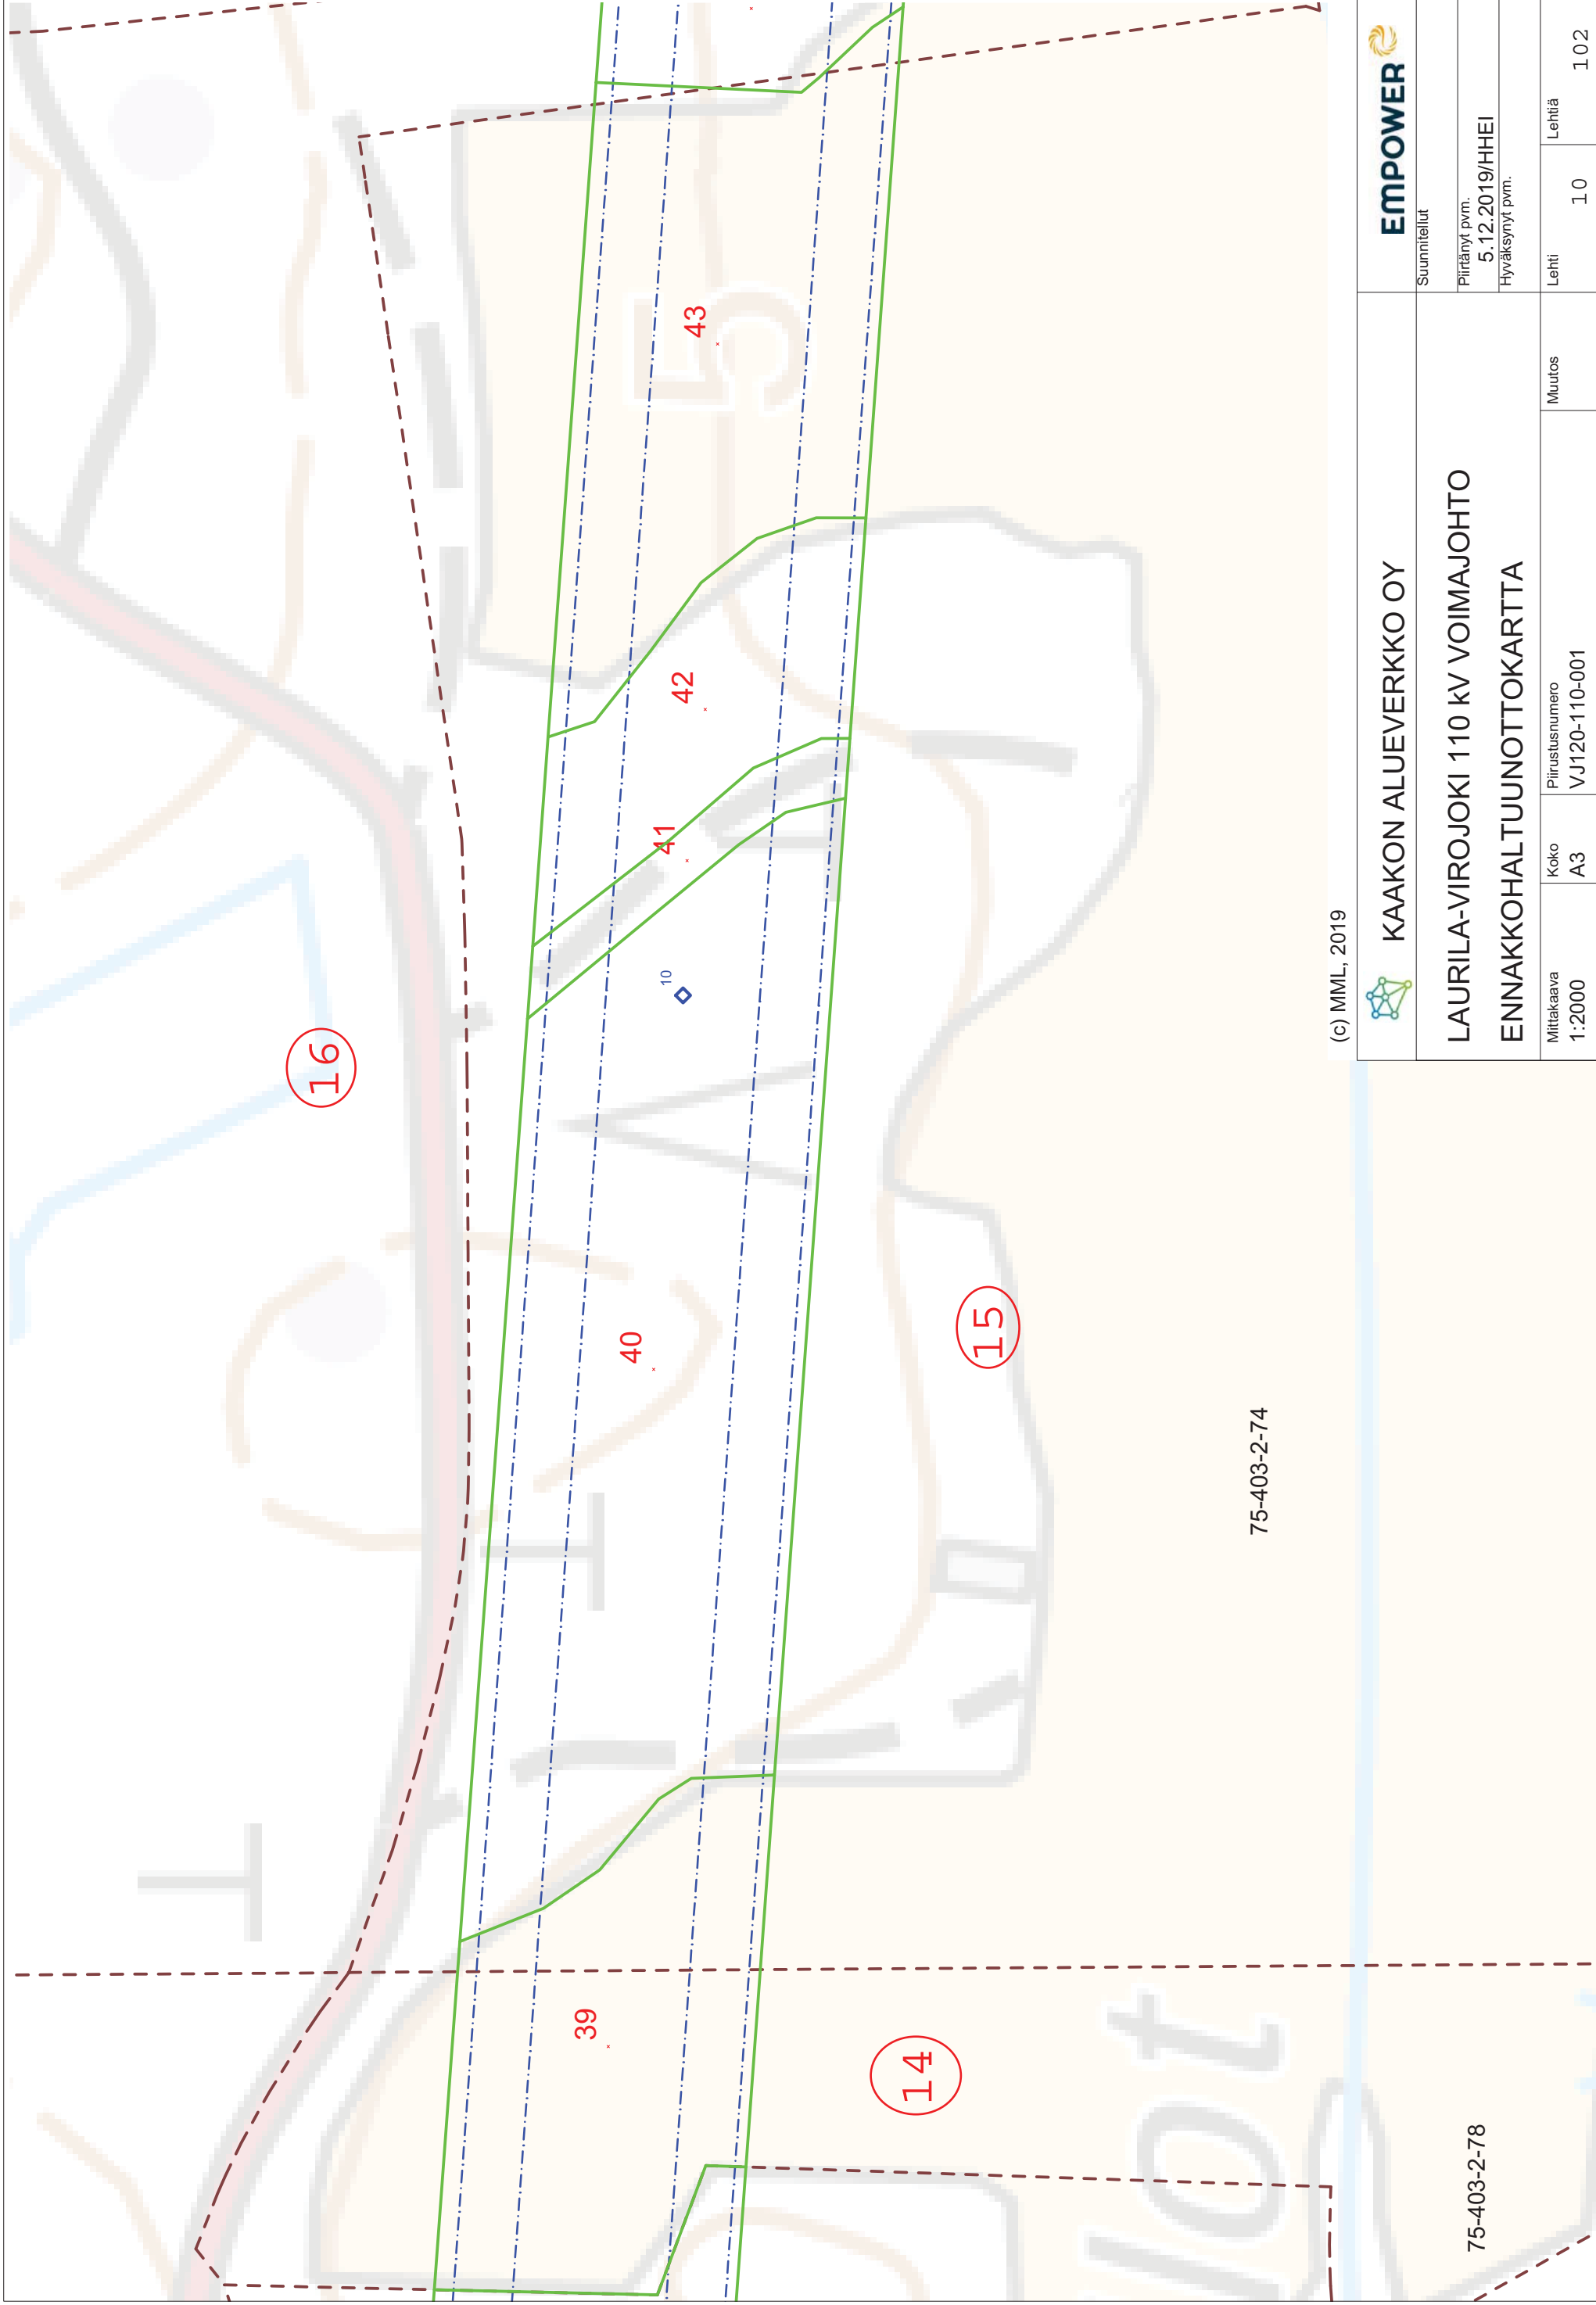 16
39
40
41
42
43
10
5
14
15
lot
75-403-2-74
75-403-2-78
(c) MML, 2019
KAAKON ALUEVERKKO OY
EMPOWER
LAURILA-VIROJOKI 110 kV VOIMAJOHTO
ENNAKKOHALTUUNOTTOKARTTA
Suunnitellut
Piirtänyt pvm.
5.12.2019/HHEI
Hyväksynyt pvm.
Mittakaava
1:2000
Koko
A3
Piirustusnumero
VJ120-110-001
Muutos
Lehti
10
Lehtiä
102